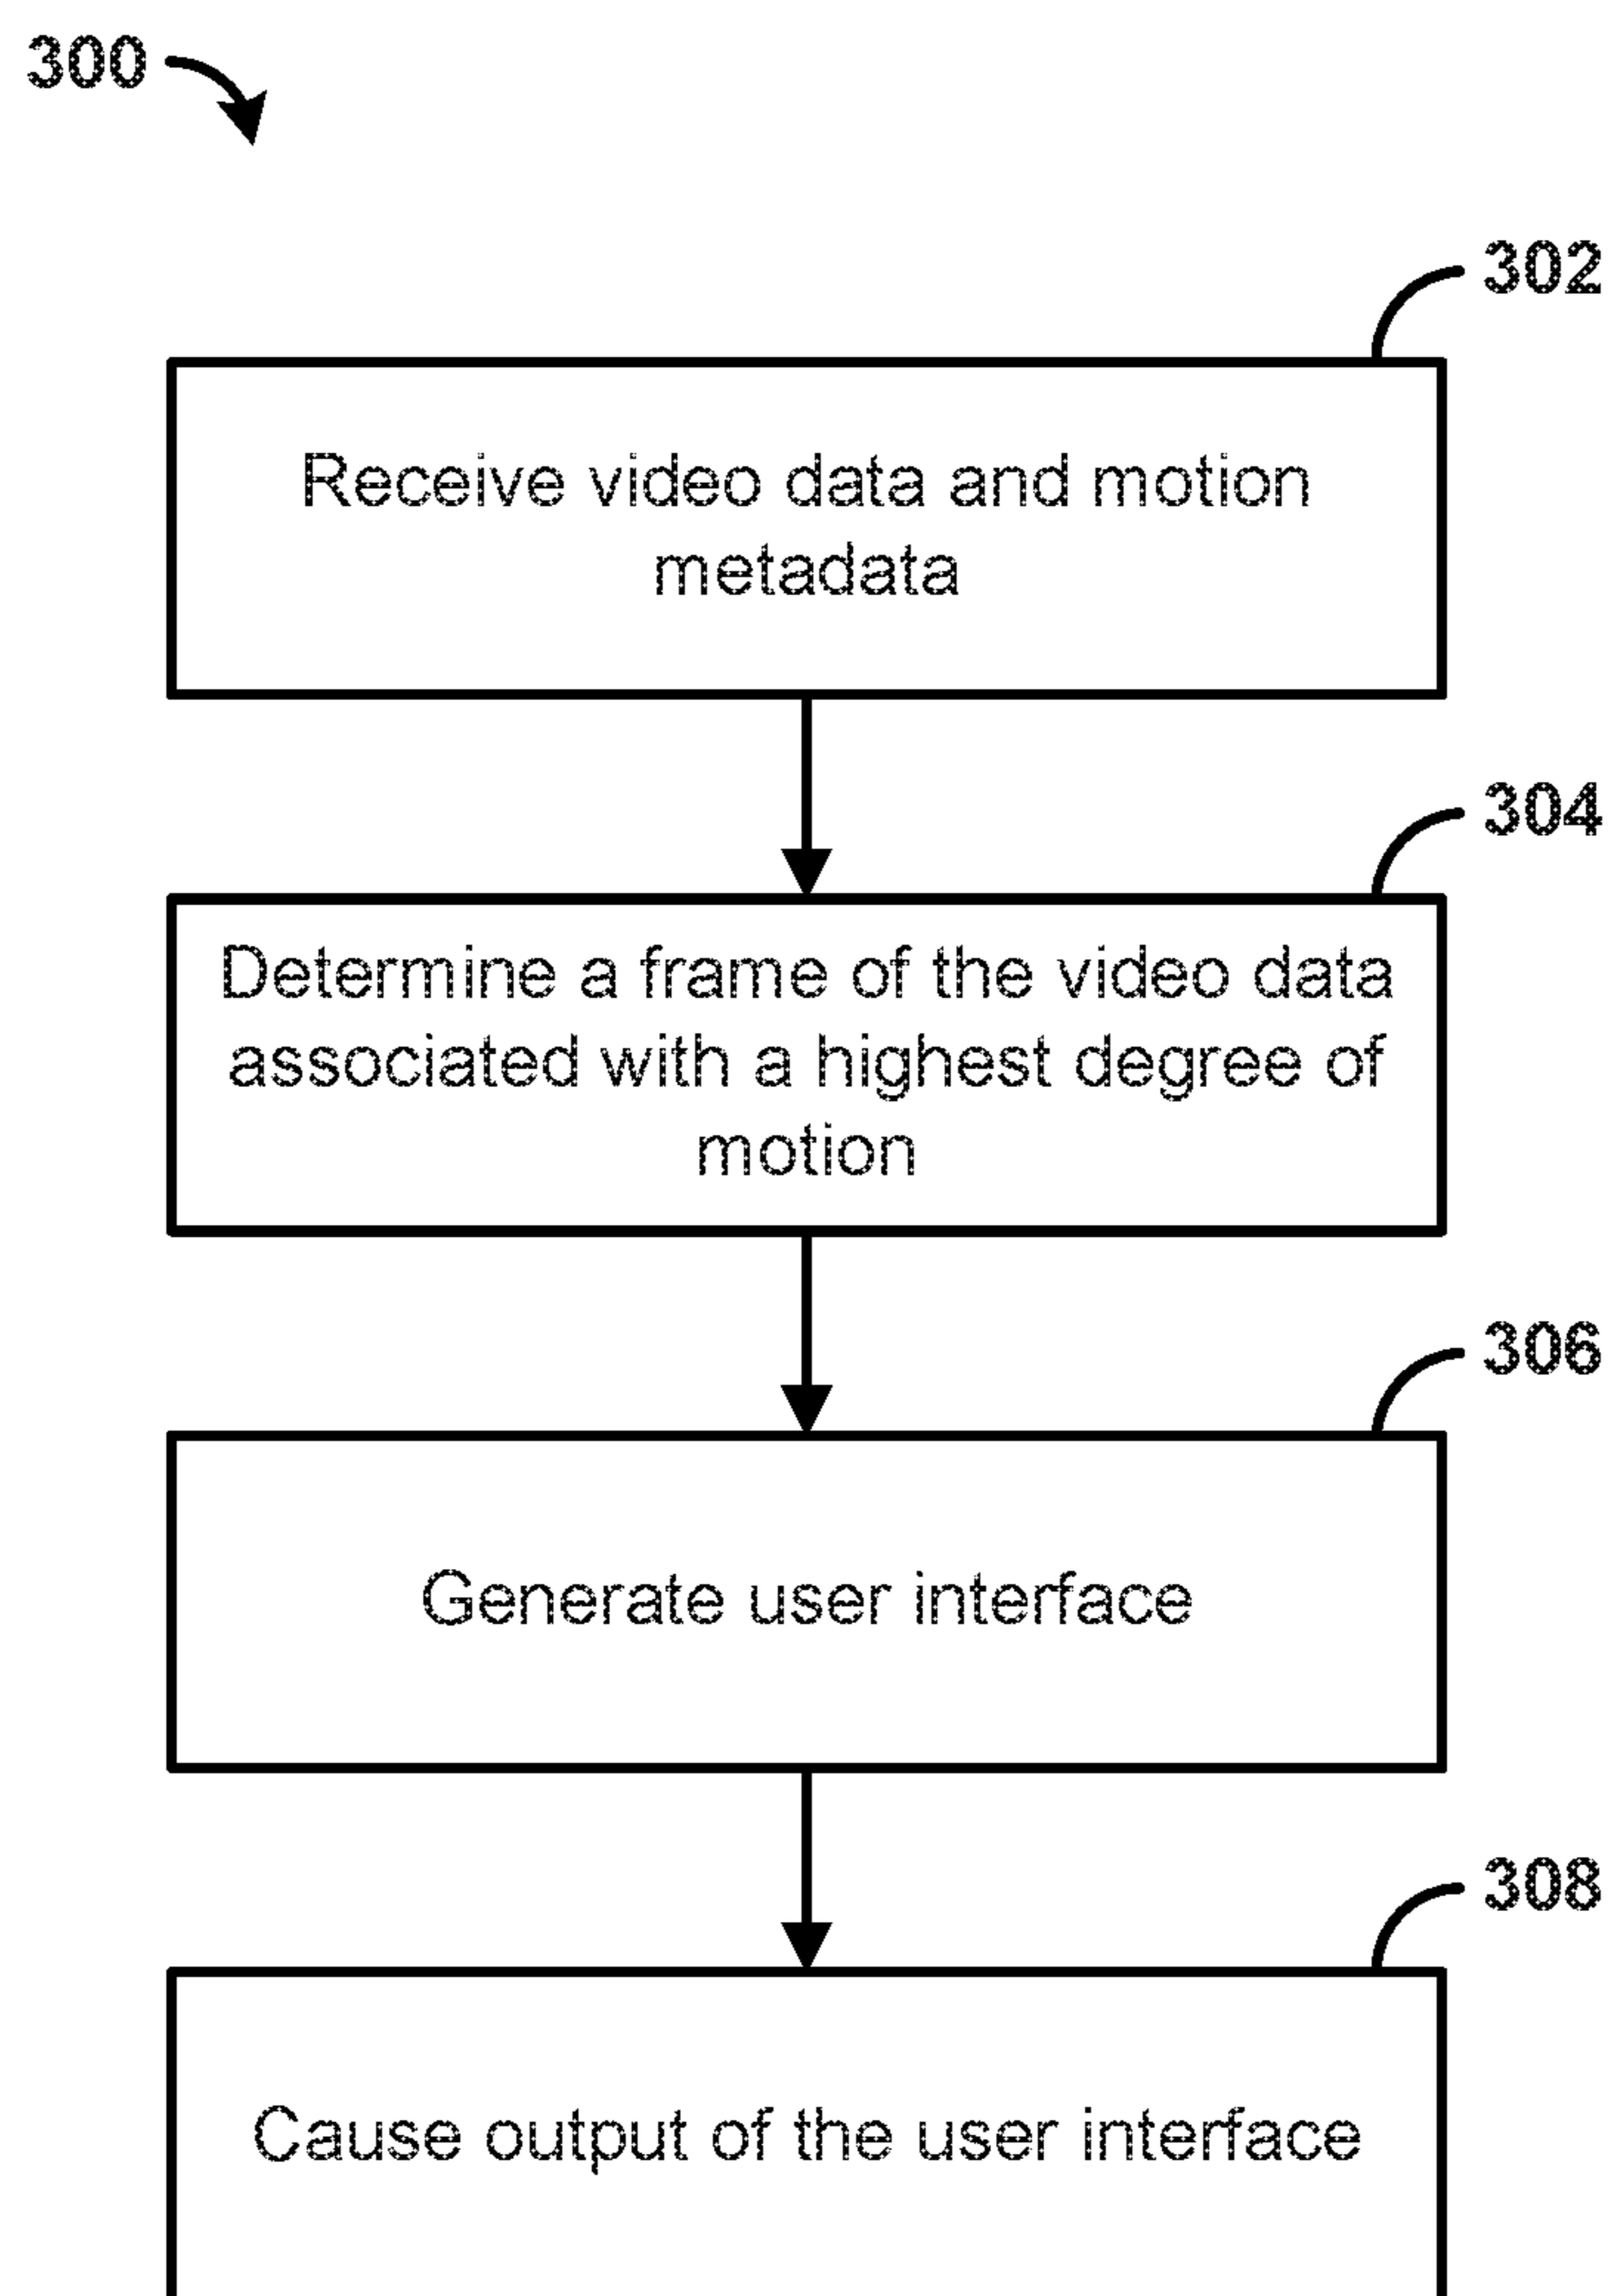 300
302
Receive video data and motion
metadata
304
Determine a frame of the video data
associated with a highest degree of
motion
306
Generate user interface
308
Cause output of the user interface